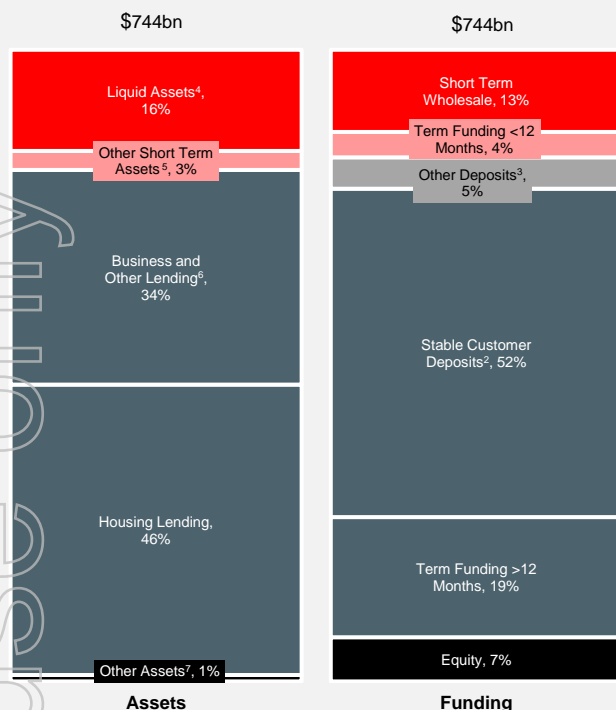 $744bn
Liquid Assets⁴,
16%
Other Short Term
Assets⁵, 3%
Business and
Other Lending⁶,
34%
Housing Lending,
46%
Other Assets⁷, 1%
Assets
$744bn
Short Term
Wholesale, 13%
Term Funding <12
Months, 4%
Other Deposits³,
5%
Stable Customer
Deposits², 52%
Term Funding >12
Months, 19%
Equity, 7%
Funding
use only